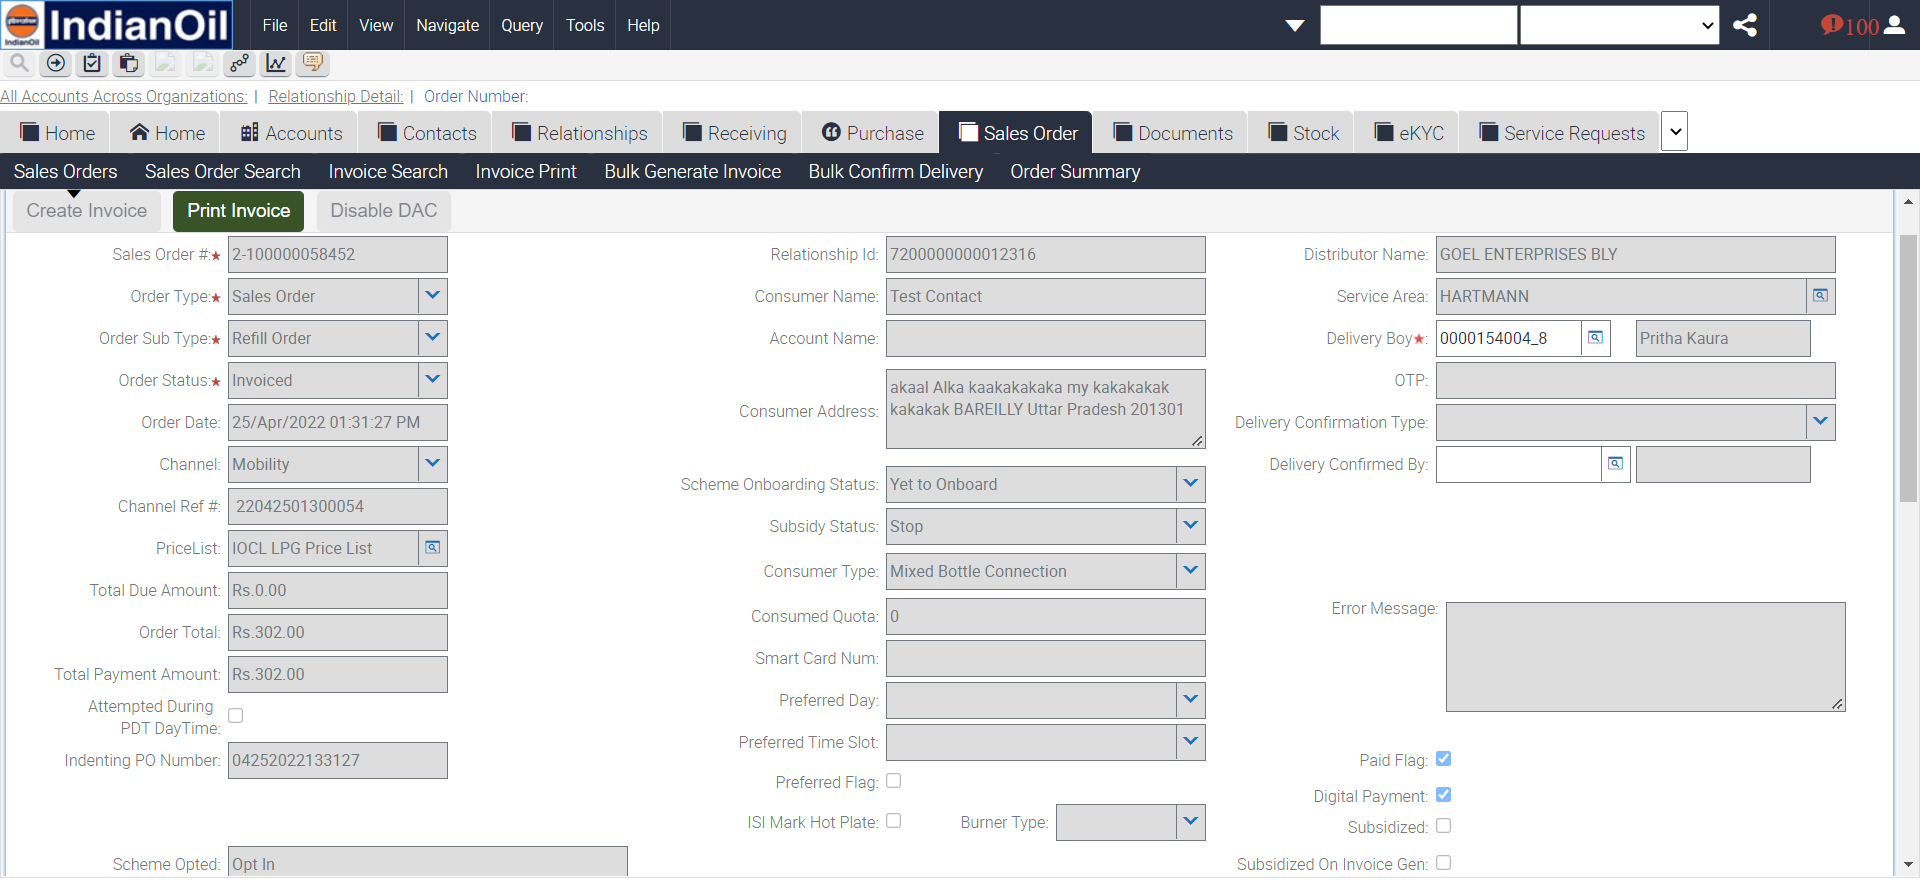 IndianOil
IndianOil
File Edit View Navigate Query Tools Help
100
All Accounts Across Organizations: | Relationship Detail: | Order Number:
Home Home Accounts Contacts Relationships Receiving Purchase Sales Order Documents Stock eKYC Service Requests
Sales Orders Sales Order Search Invoice Search Invoice Print Bulk Generate Invoice Bulk Confirm Delivery Order Summary
Create Invoice Print Invoice Disable DAC
Sales Order #:★ 2-100000058452
Order Type:★ Sales Order
Order Sub Type:★ Refill Order
Order Status:★ Invoiced
Order Date: 25/Apr/2022 01:31:27 PM
Channel: Mobility
Channel Ref #: 22042501300054
PriceList: IOCL LPG Price List
Total Due Amount: Rs.0.00
Order Total: Rs.302.00
Total Payment Amount: Rs.302.00
Attempted During
PDT DayTime:
Indenting PO Number: 04252022133127
Scheme Opted: Opt In
Relationship Id: 7200000000012316
Consumer Name: Test Contact
Account Name:
Consumer Address: akaal Alka kaakakakaka my kakakakak
kakakak BAREILLY Uttar Pradesh 201301
Scheme Onboarding Status: Yet to Onboard
Subsidy Status: Stop
Consumer Type: Mixed Bottle Connection
Consumed Quota: 0
Smart Card Num:
Preferred Day:
Preferred Time Slot:
Preferred Flag:
ISI Mark Hot Plate: Burner Type:
Distributor Name: GOEL ENTERPRISES BLY
Service Area: HARTMANN
Delivery Boy★: 0000154004_8 Pritha Kaura
OTP:
Delivery Confirmation Type:
Delivery Confirmed By:
Error Message:
Paid Flag:
Digital Payment:
Subsidized:
Subsidized On Invoice Gen: